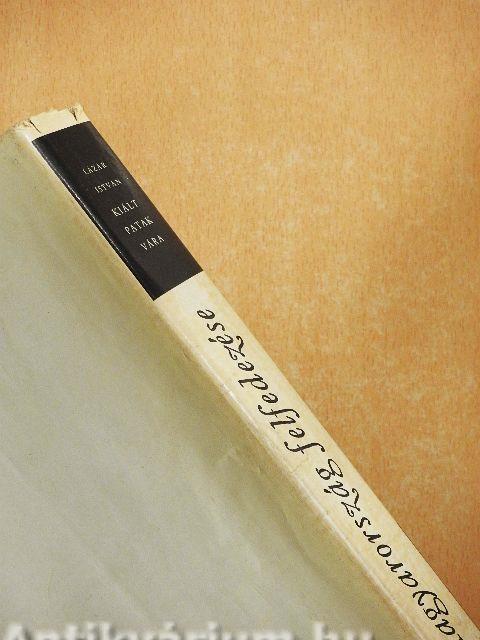 LÁZÁR
ISTVÁN
KIÁLT
PATAK
VÁRA
agyarország felfedezése
Antikvárium.hu